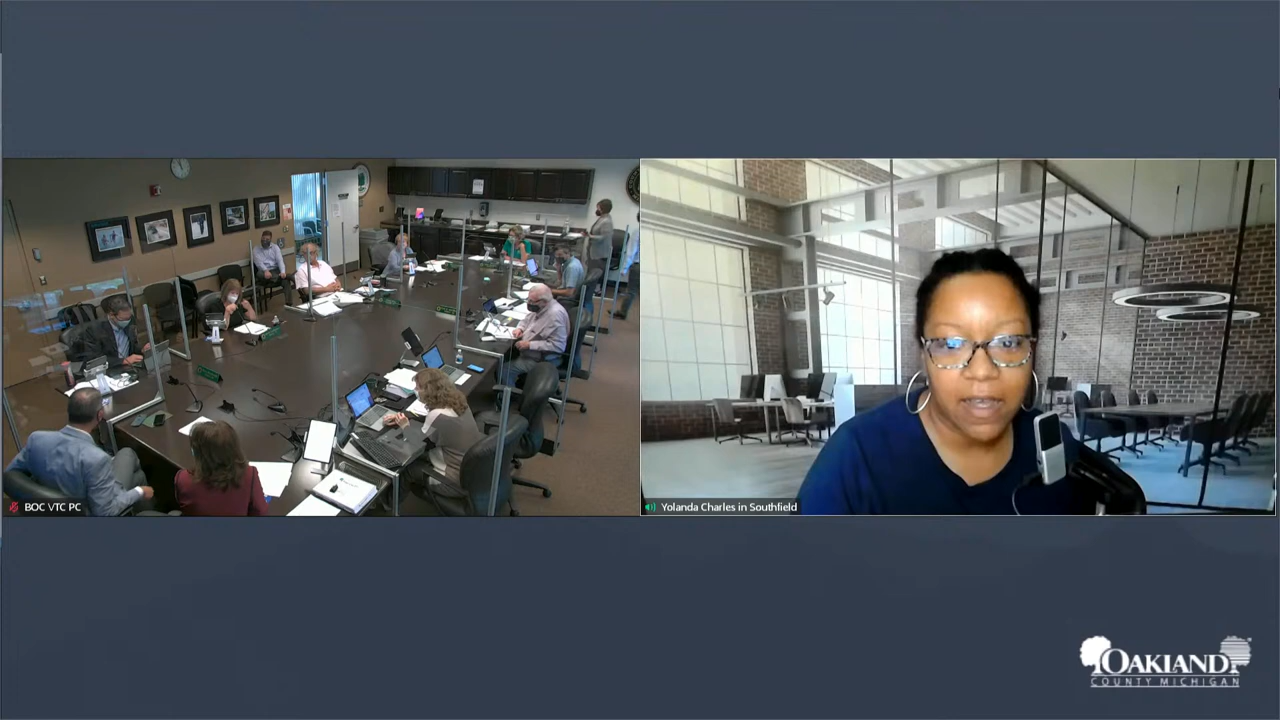 BOC VTC PC
Yolanda Charles in Southfield
OAKLAND
COUNTY MICHIGAN